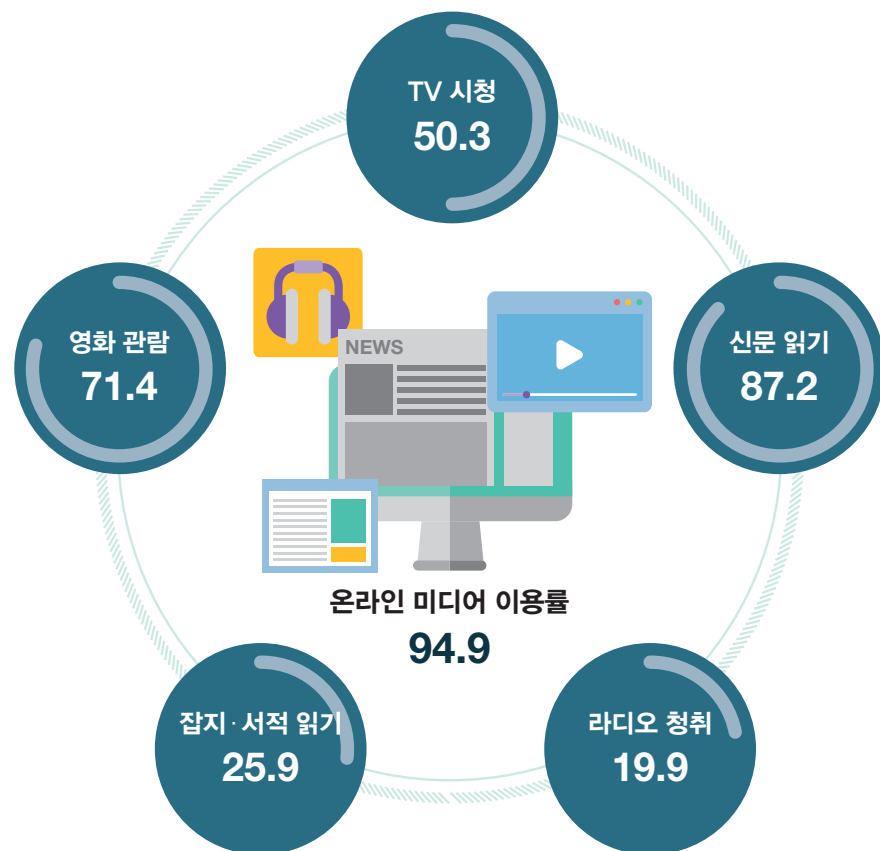 TV 시청
50.3
영화 관람
71.4
신문 읽기
87.2
NEWS
온라인 미디어 이용률
94.9
잡지 · 서적 읽기
25.9
라디오 청취
19.9